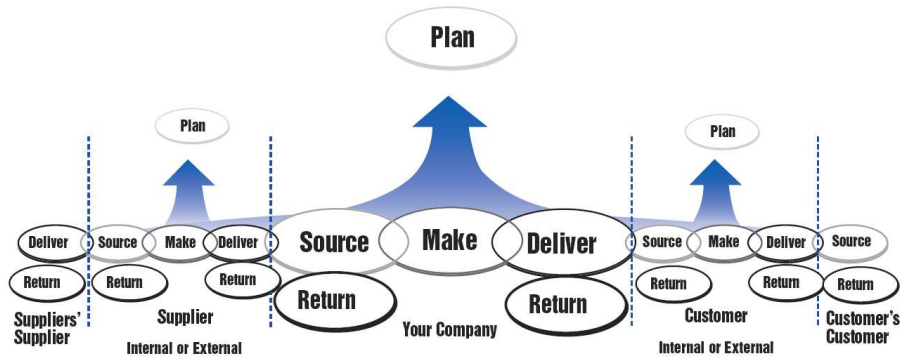 Plan
Plan
Plan
Deliver
Source
Make
Deliver
Source
Make
Deliver
Source
Make
Deliver
Source
Return
Return
Return
Return
Return
Return
Return
Return
Suppliers'
Supplier
Supplier
Internal or External
Your Company
Customer
Internal or External
Customer's
Customer